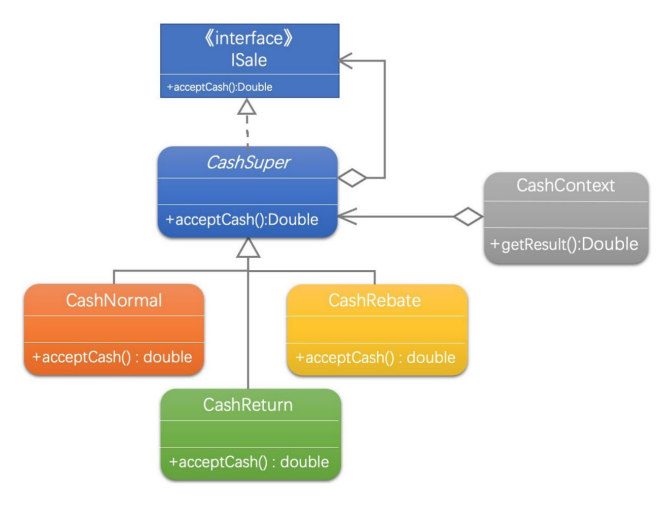 《interface》
ISale
+acceptCash():Double
CashSuper
+acceptCash():Double
CashContext
+getResult():Double
CashNormal
+acceptCash() : double
CashRebate
+acceptCash() : double
CashReturn
+acceptCash() : double